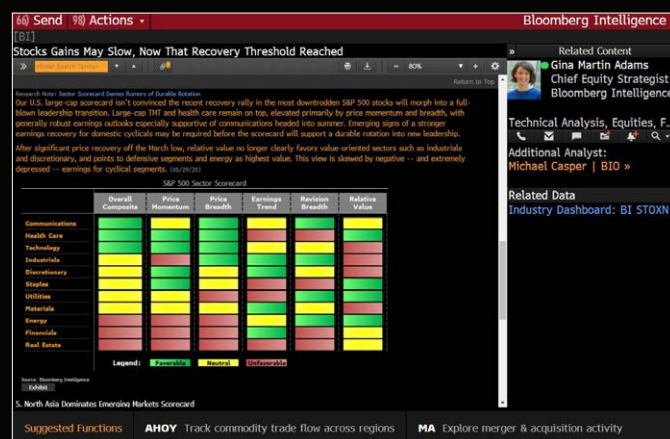 66) Send 98) Actions Bloomberg Intelligence
[BI]
Stocks Gains May Slow, Now That Recovery Threshold Reached
80%
Return to Top
Research Note: Sector Scorecard Denies Rumors of Durable Rotation
Our U.S. large-cap scorecard isn't convinced the recent recovery rally in the most downtrodden S&P 500 stocks will morph into a full-
blown leadership transition. Large-cap TMT and health care remain on top, elevated primarily by price momentum and breadth, with
generally robust earnings outlooks especially supportive of communications headed into summer. Emerging signs of a stronger
earnings recovery for domestic cyclicals may be required before the scorecard will support a durable rotation into new leadership.
After significant price recovery off the March low, relative value no longer clearly favors value-oriented sectors such as industrials
and discretionary, and points to defensive segments and energy as highest value. This view is skewed by negative -- and extremely
depressed -- earnings for cyclical segments. (05/29/20)
S&P 500 Sector Scorecard
Overall Composite Price Momentum Price Breadth Earnings Trend Revision Breadth Relative Value
Communications
Health Care
Technology
Industrials
Discretionary
Staples
Utilities
Materials
Energy
Financials
Real Estate
Legend: Favorable Neutral Unfavorable
Source: Bloomberg Intelligence
Exhibit
5. North Asia Dominates Emerging Markets Scorecard
» Related Content
Gina Martin Adams
Chief Equity Strategist
Bloomberg Intelligence
Technical Analysis, Equities, F..
Additional Analyst:
Michael Casper | BIO »
Related Data
Industry Dashboard: BI STOXN
Suggested Functions AHOY Track commodity trade flow across regions MA Explore merger & acquisition activity